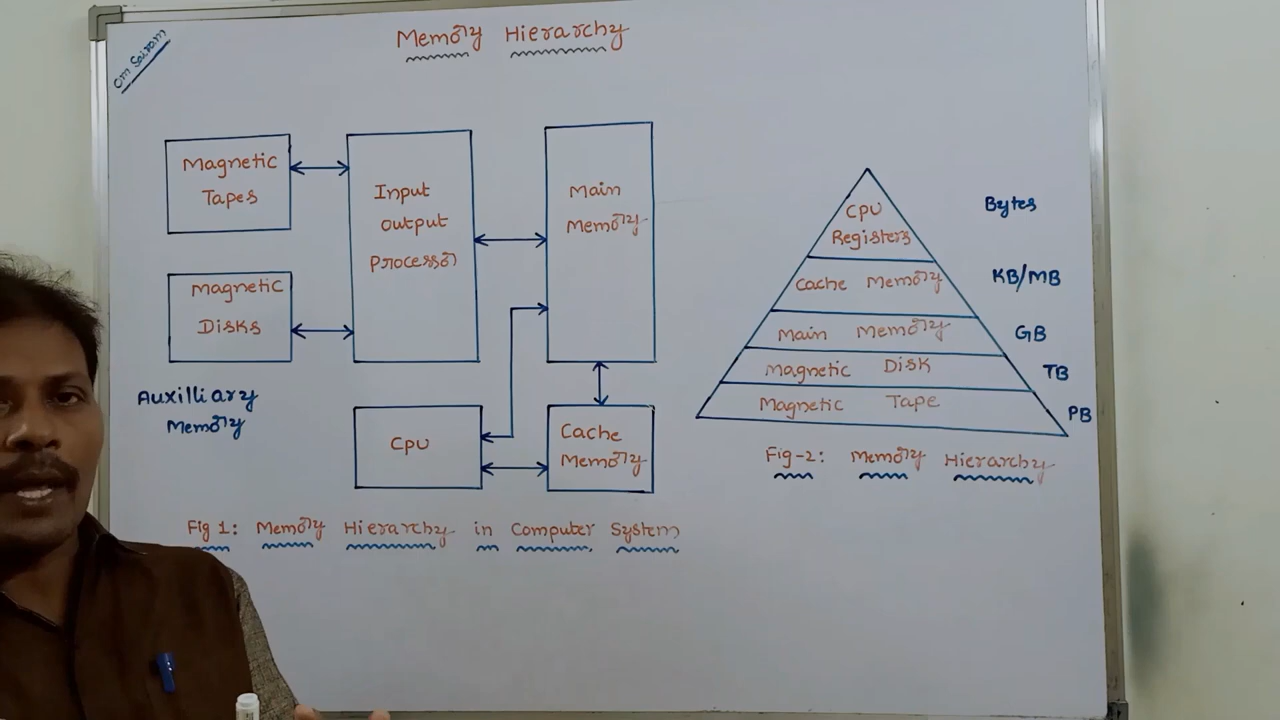 Om Sairam
Memory Hierarchy
Magnetic
Tapes
Input
output
processor
Main
Memory
Magnetic
Disks
Auxilliary
Memory
CPU
Cache
Memory
Fig 1: Memory Hierarchy in Computer System
CPU
Registers
Bytes
Cache Memory
KB/MB
Main Memory
GB
Magnetic Disk
TB
Magnetic Tape
PB
Fig-2: Memory Hierarchy